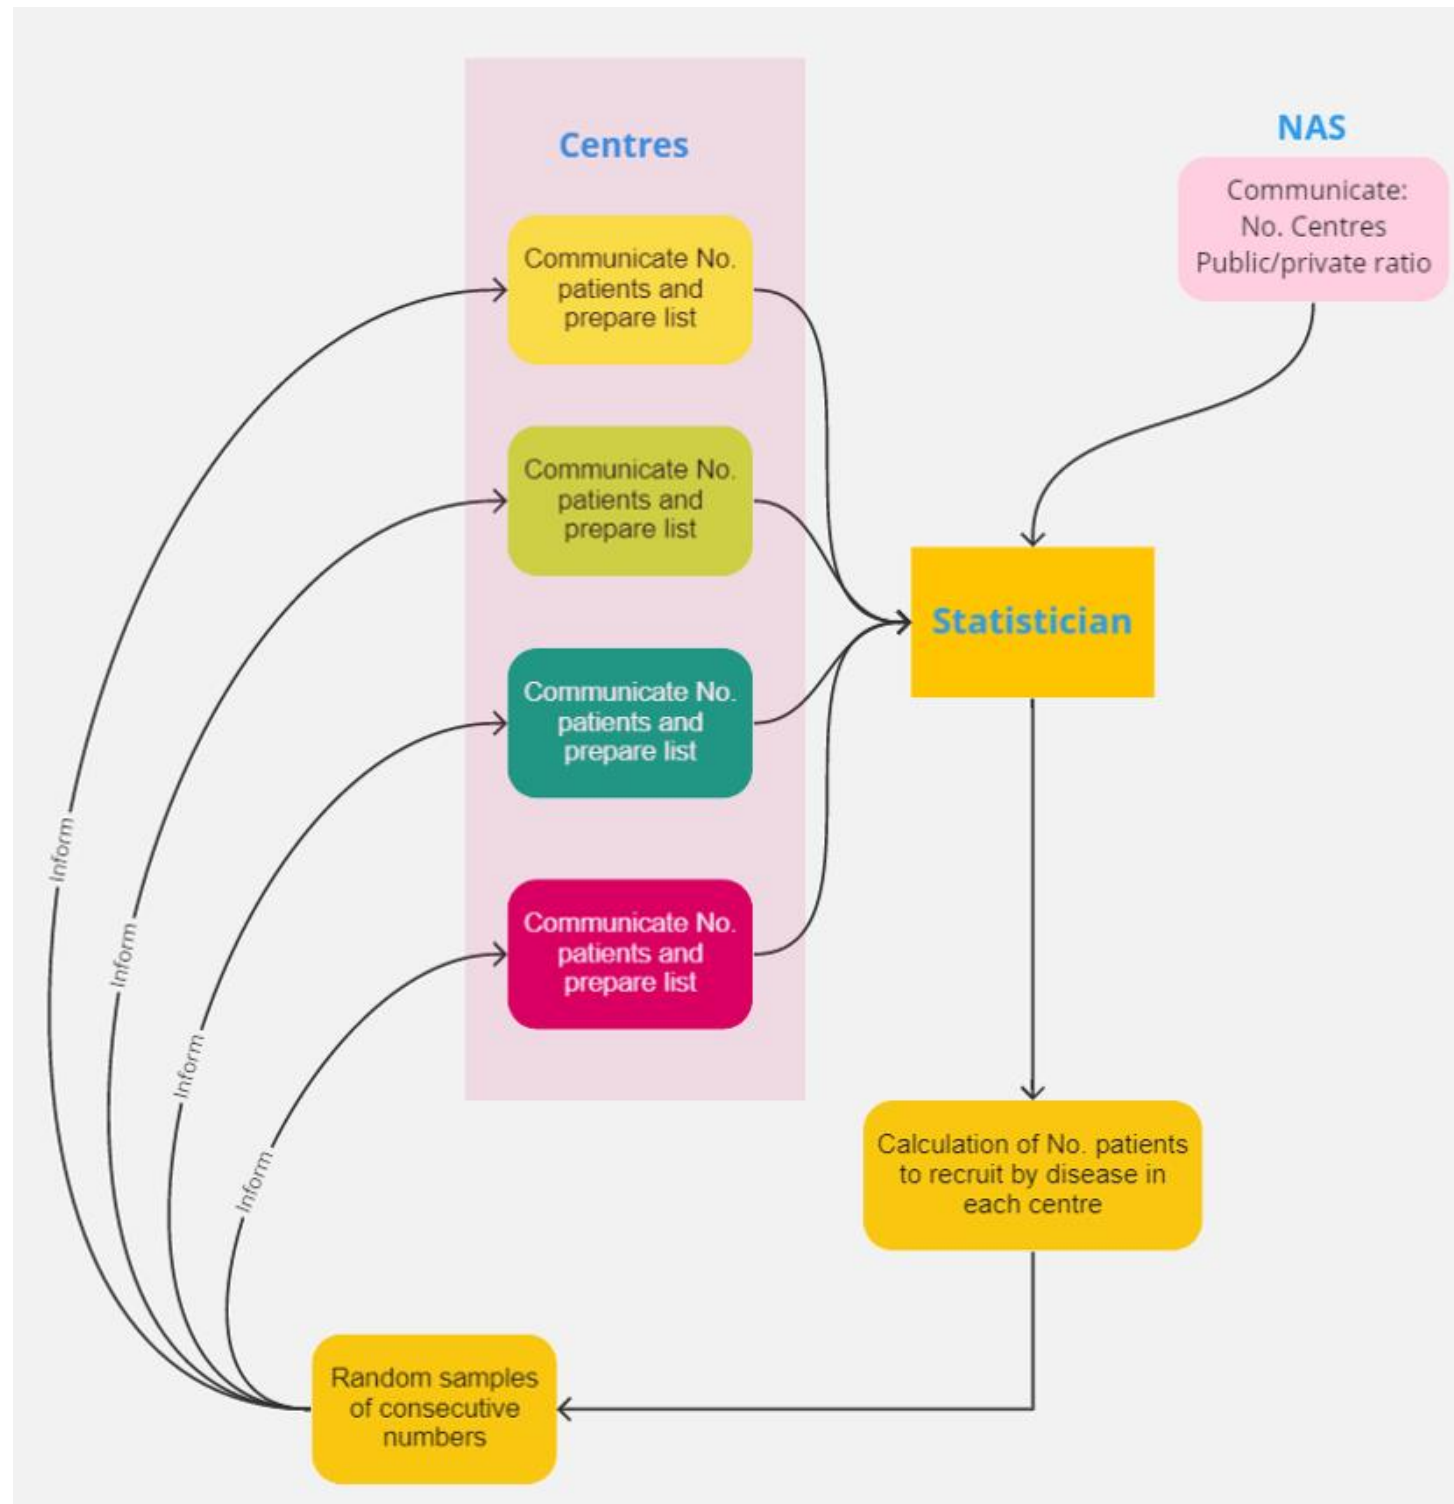 Centres
NAS
Communicate:
No. Centres
Public/private ratio
Communicate No.
patients and
prepare list
Communicate No.
patients and
prepare list
Statistician
Communicate No.
patients and
prepare list
Communicate No.
patients and
prepare list
Inform
Inform
Inform
Inform
Calculation of No. patients
to recruit by disease in
each centre
Random samples
of consecutive
numbers